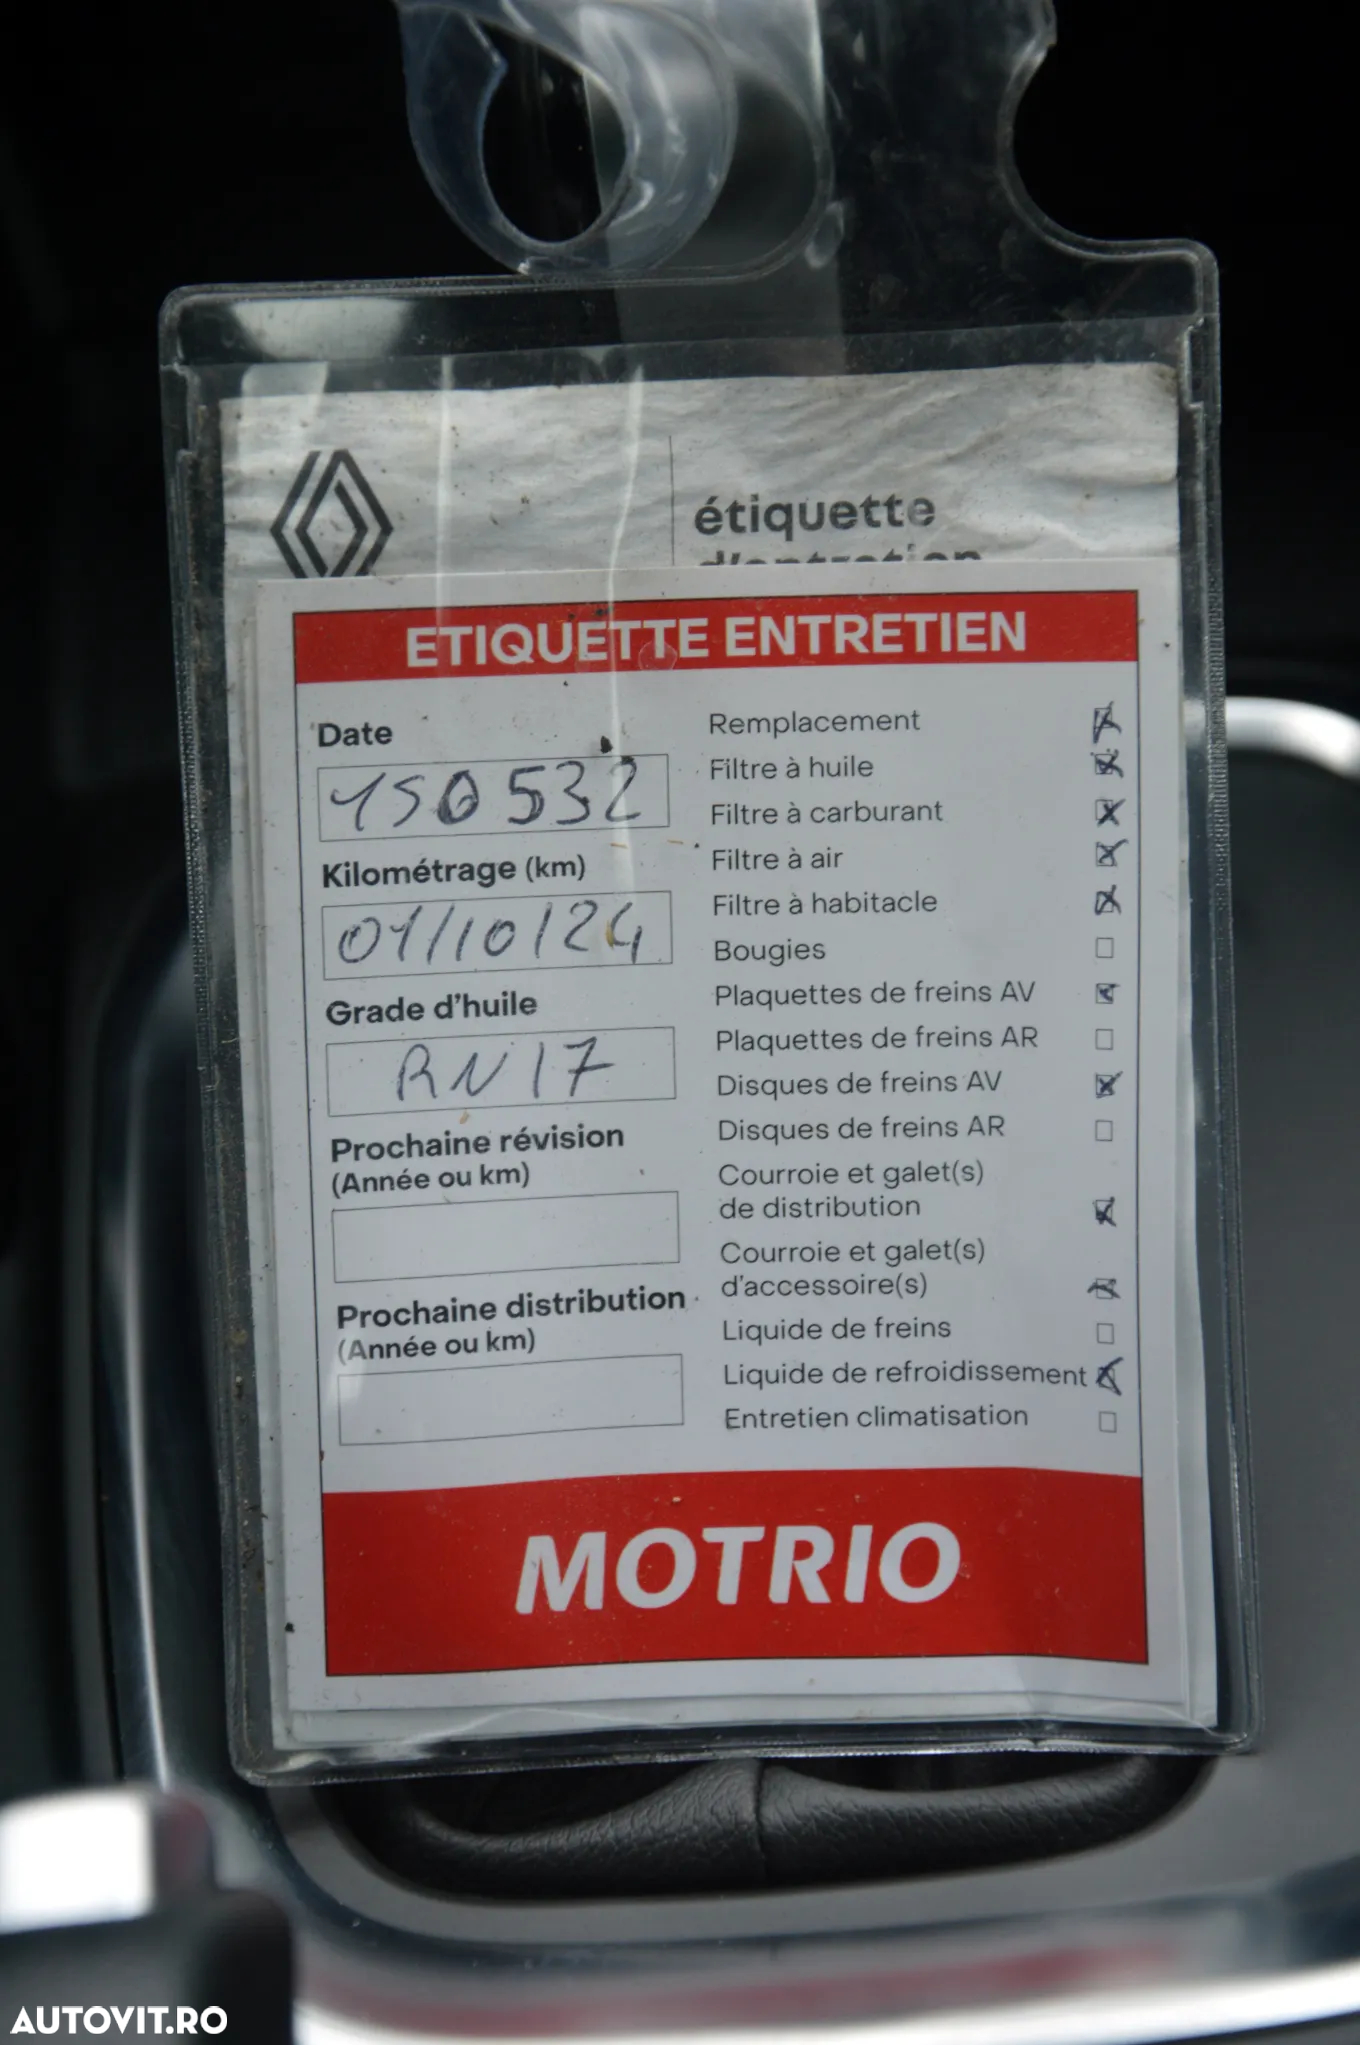 étiquette
d'entretien
ETIQUETTE ENTRETIEN
Date
150532
Kilométrage (km)
01/10/24
Grade d'huile
RN17
Prochaine révision
(Année ou km)
Prochaine distribution
(Année ou km)
Remplacement
Filtre à huile
Filtre à carburant
Filtre à air
Filtre à habitacle
Bougies
Plaquettes de freins AV
Plaquettes de freins AR
Disques de freins AV
Disques de freins AR
Courroie et galet(s)
de distribution
Courroie et galet(s)
d'accessoire(s)
Liquide de freins
Liquide de refroidissement
Entretien climatisation
MOTRIO
AUTOVIT.RO